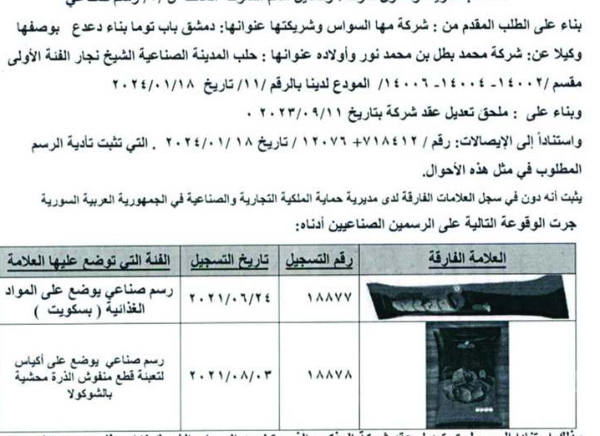 بناء على الطلب المقدم من : شركة مها السواس وشريكتها عنوانها: دمشق باب توما بناء دعدع بوصفها
وكيلا عن: شركة محمد بطل بن محمد نور وأولاده عنوانها : حلب المدينة الصناعية الشيخ نجار الفئة الأولى
مقسم /١٤٠٠٢- ١٤٠٠٤ -١٤٠٠٦/ المودع لدينا بالرقم /١١/ تاريخ ٢٠٢٤/٠١/١٨
وبناء على : ملحق تعديل عقد شركة بتاريخ ٢٠٢٣/٠٩/١١ .
واستناداً إلى الإيصالات: رقم / ٧١٨٤١٢+ ١٢٠٧٦ / تاريخ ١٨ /٢٠٢٤/٠١ . التي تثبت تأدية الرسم
المطلوب في مثل هذه الأحوال.
يثبت أنه دون في سجل العلامات الفارقة لدى مديرية حماية الملكية التجارية والصناعية في الجمهورية العربية السورية
جرت الوقوعة التالية على الرسمين الصناعيين أدناه:
العلامة الفارقة رقم التسجيل تاريخ التسجيل الفئة التي توضع عليها العلامة
١٨٨٧٧ ٢٠٢١/٠٦/٢٤ رسم صناعي يوضع على المواد
الغذائية ( بسكويت )
١٨٨٧٨ ٢٠٢١/٠٨/٠٣ رسم صناعي يوضع على أكياس
لتعبئة قطع منفوش الذرة محشية
بالشوكولا